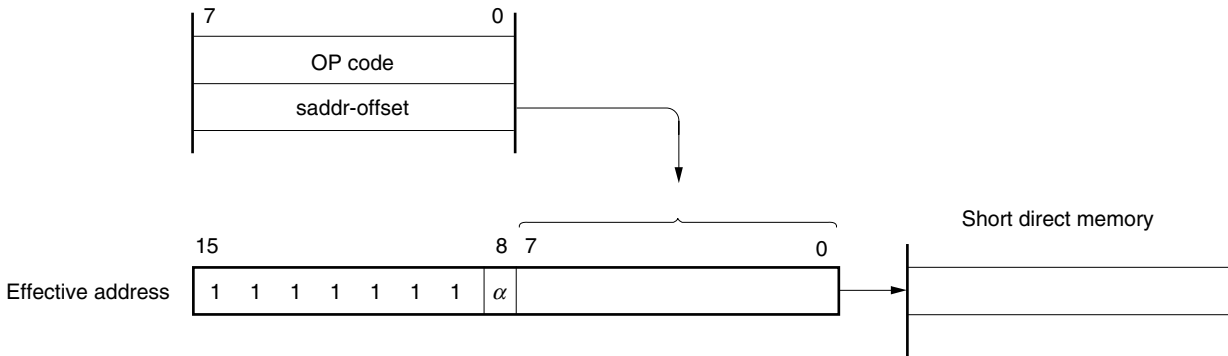 7 0
OP code
saddr-offset
Short direct memory
15 8 7 0
Effective address 1 1 1 1 1 1 1 α